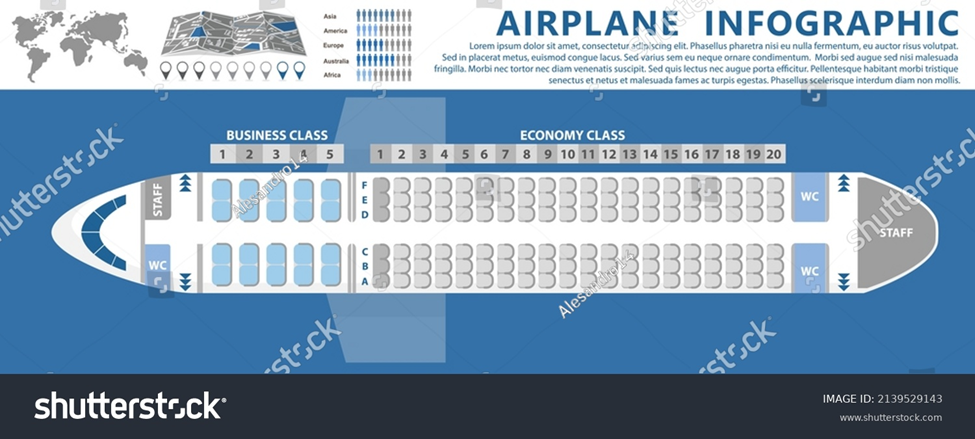 Asia
America
Europe
Australia
Africa
AIRPLANE INFOGRAPHIC
Lorem ipsum dolor sit amet, consectetur adipiscing elit. Phasellus pharetra nulla fermentum, eu auctor risus volutpat.
Sed in placerat metus, euismod congue lacus. Sed varius sem eu neque ornare condimentum. Morbi sed augue sed nisi malesuada
fringilla. Morbi nec tortor nec diam venenatis suscipit. Sed quis lectus nec augue porta efficitur. Pellentesque habitant morbi tristique
senectus et netus et malesuada fames ac turpis egestas. Phasellus scelerisque interdum diam non mollis.
BUSINESS CLASS
ECONOMY CLASS
1 2 3 4 5
1 2 3 4 5 6 7 8 9 10 11 12 13 14 15 16 17 18 19 20
STAFF
F
E
D
WC
STAFF
WC
C
B
A
WC
shutterstock
Alesandro14
Alesandro14
shutterstock
IMAGE ID: 2139529143
www.shutterstock.com